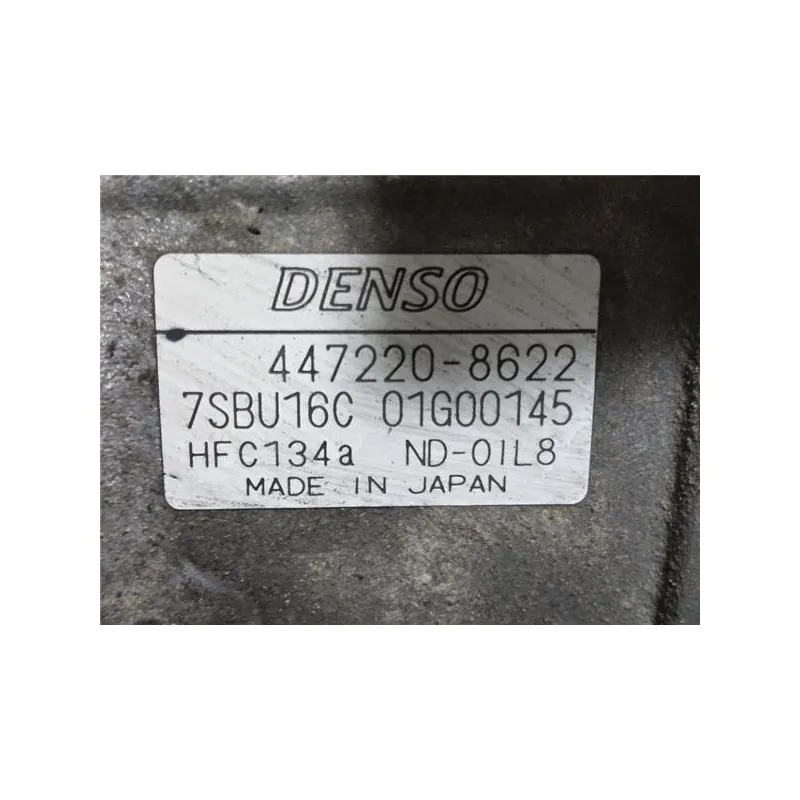 DENSO
447220-8622
7SBU16C 01G00145
HFC134a ND-OIL8
MADE IN JAPAN